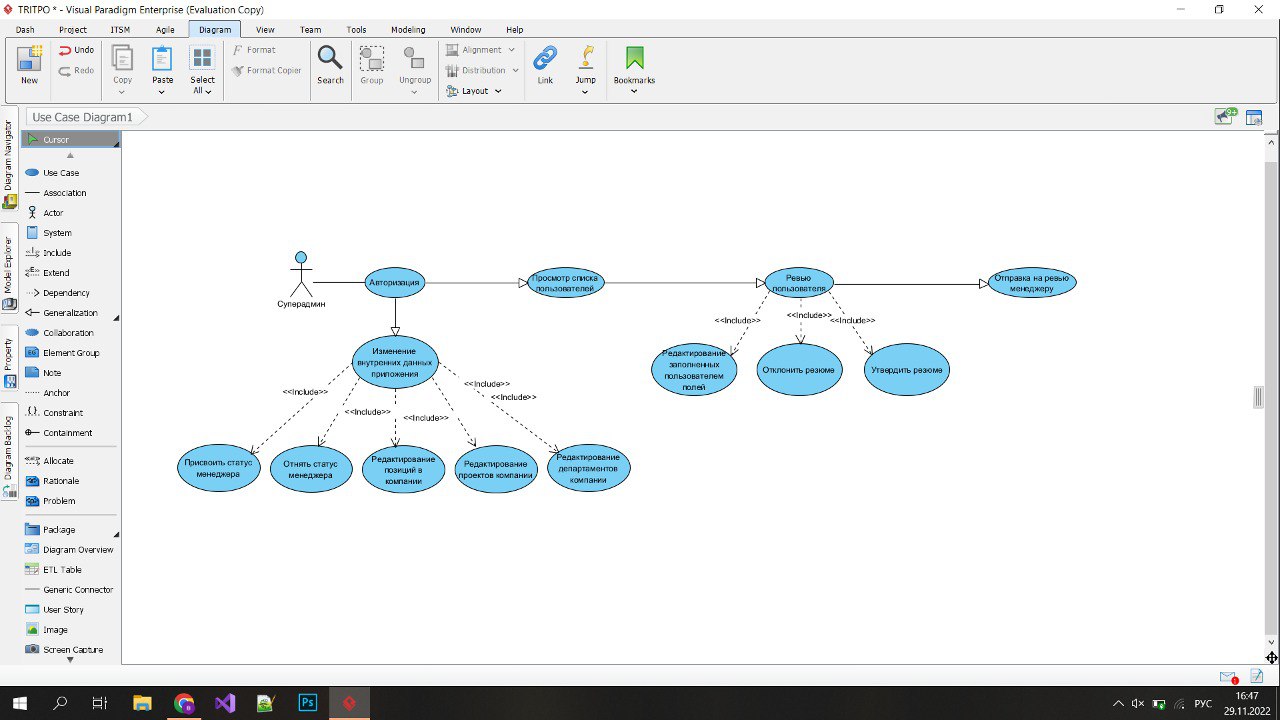 TRITPO * - Visual Paradigm Enterprise (Evaluation Copy)
Dash Project ITSM Agile Diagram View Team Tools Modeling Window Help
New
Undo
Redo
Copy
Paste
Select
All
Format
Format Copier
Search
Group
Ungroup
Alignment
Distribution
Layout
Link
Jump
Bookmarks
Use Case Diagram1
9+
Diagram Navigator
Model Explorer
Property
Diagram Backlog
Cursor
Use Case
Association
Actor
System
Include
Extend
Dependency
Generalization
Collaboration
Element Group
Note
Anchor
Constraint
Containment
Allocate
Rationale
Problem
Package
Diagram Overview
ETL Table
Generic Connector
User Story
Image
Screen Capture
Суперадмин
Авторизация
Просмотр списка
пользователей
Ревью
пользователя
Отправка на ревью
менеджеру
<<Include>>
<<Include>>
<<Include>>
Редактирование
заполненных
пользователем
полей
Отклонить резюме
Утвердить резюме
Изменение
внутренних данных
приложения
<<Include>>
<<Include>>
<<Include>>
<<Include>>
<<Include>>
Присвоить статус
менеджера
Отнять статус
менеджера
Редактирование
позиций в
компании
Редактирование
проектов компании
Редактирование
департаментов
компании
Ps
РУС
16:47
29.11.2022